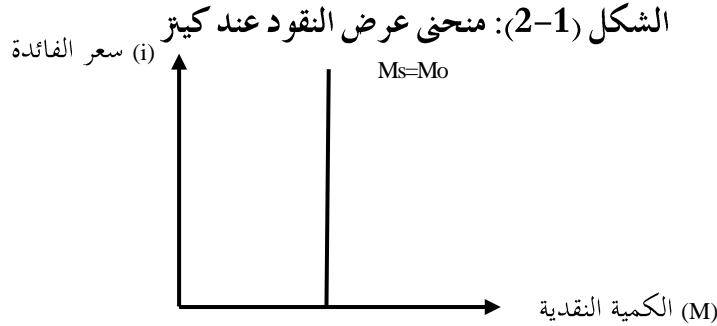 الشكل (1-2): منحنى عرض النقود عند كينز
سعر الفائدة (i)
Ms=Mo
الكمية النقدية (M)